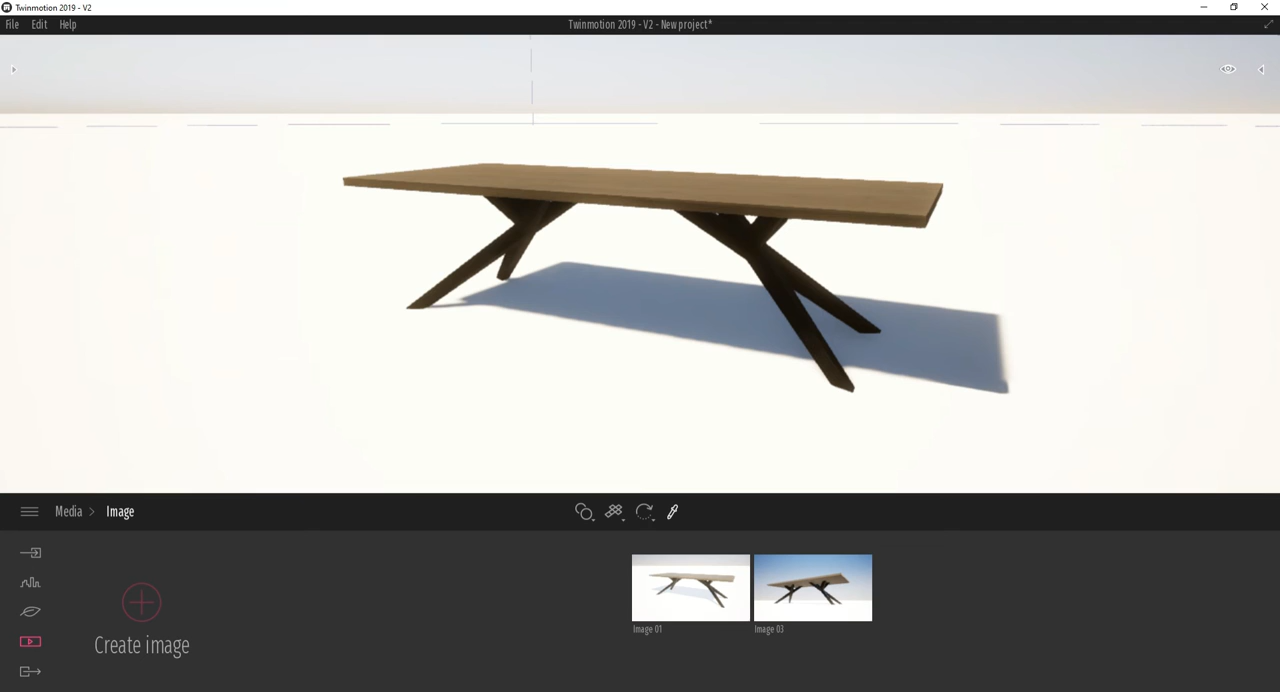 Twinmotion 2019 - V2
File Edit Help
Twinmotion 2019 - V2 - New project*
Media > Image
Create image
Image 01
Image 03